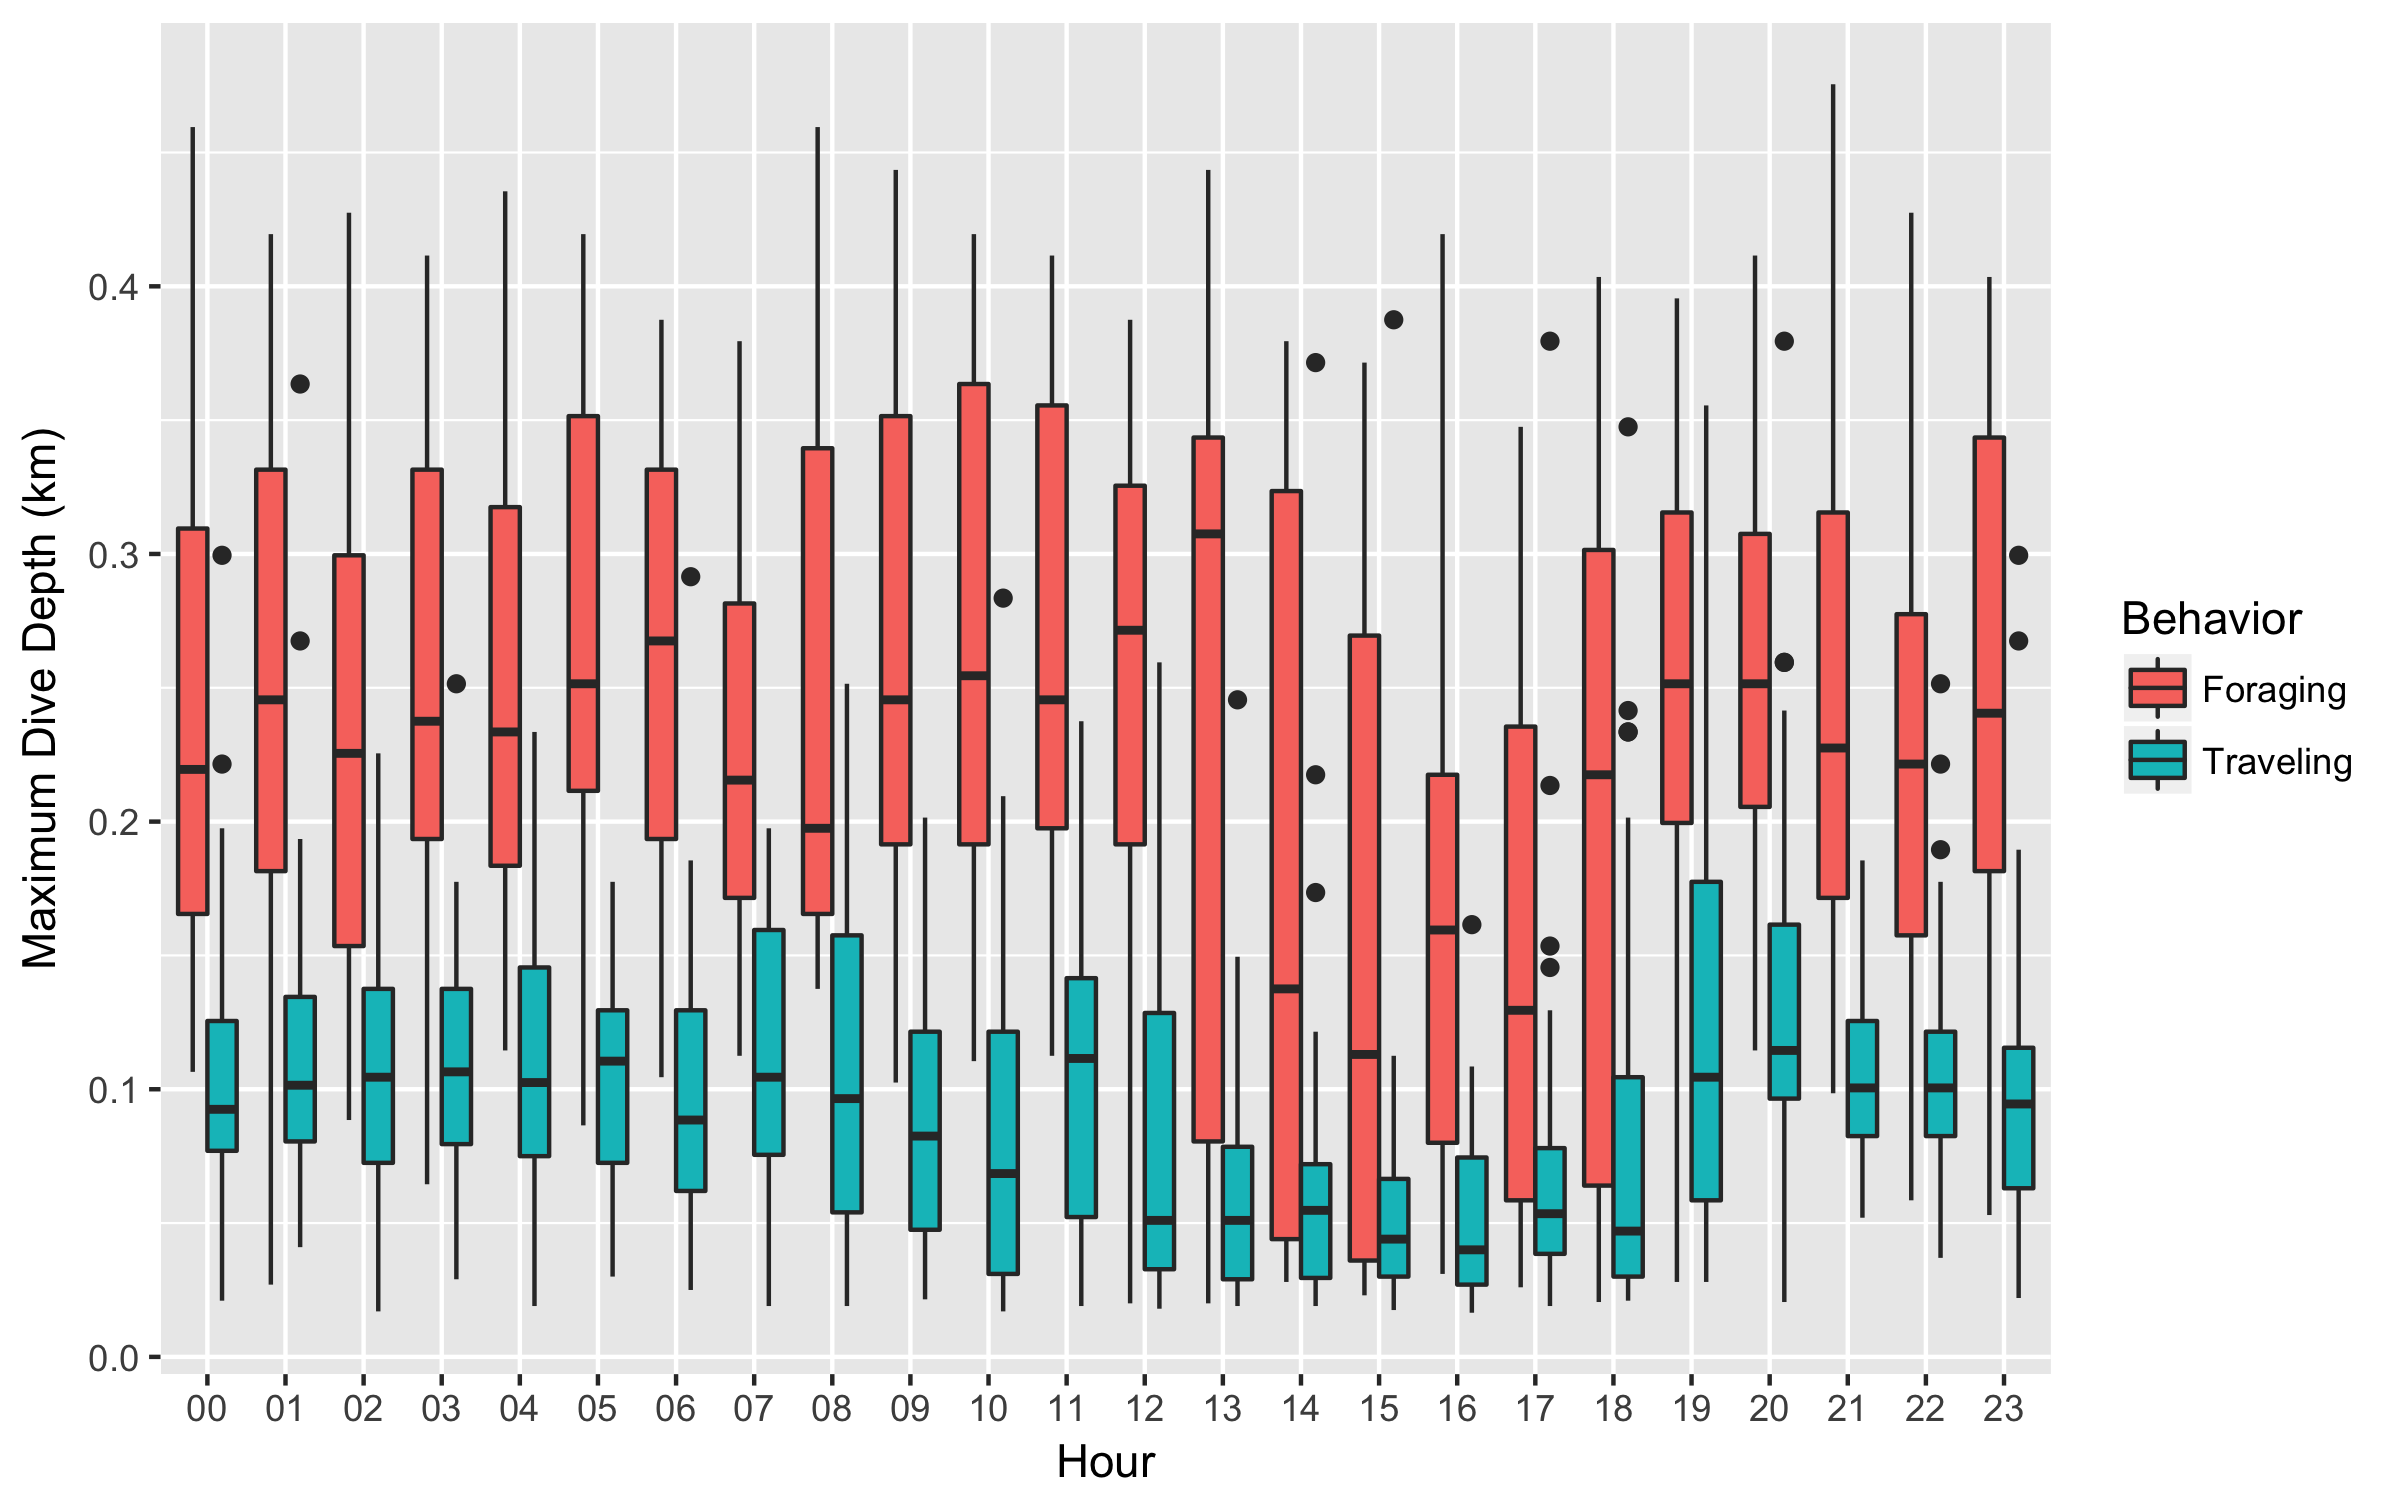 Maximum Dive Depth (km)
0.4
0.3
0.2
0.1
0.0
00 01 02 03 04 05 06 07 08 09 10 11 12 13 14 15 16 17 18 19 20 21 22 23
Hour
Behavior
Foraging
Traveling